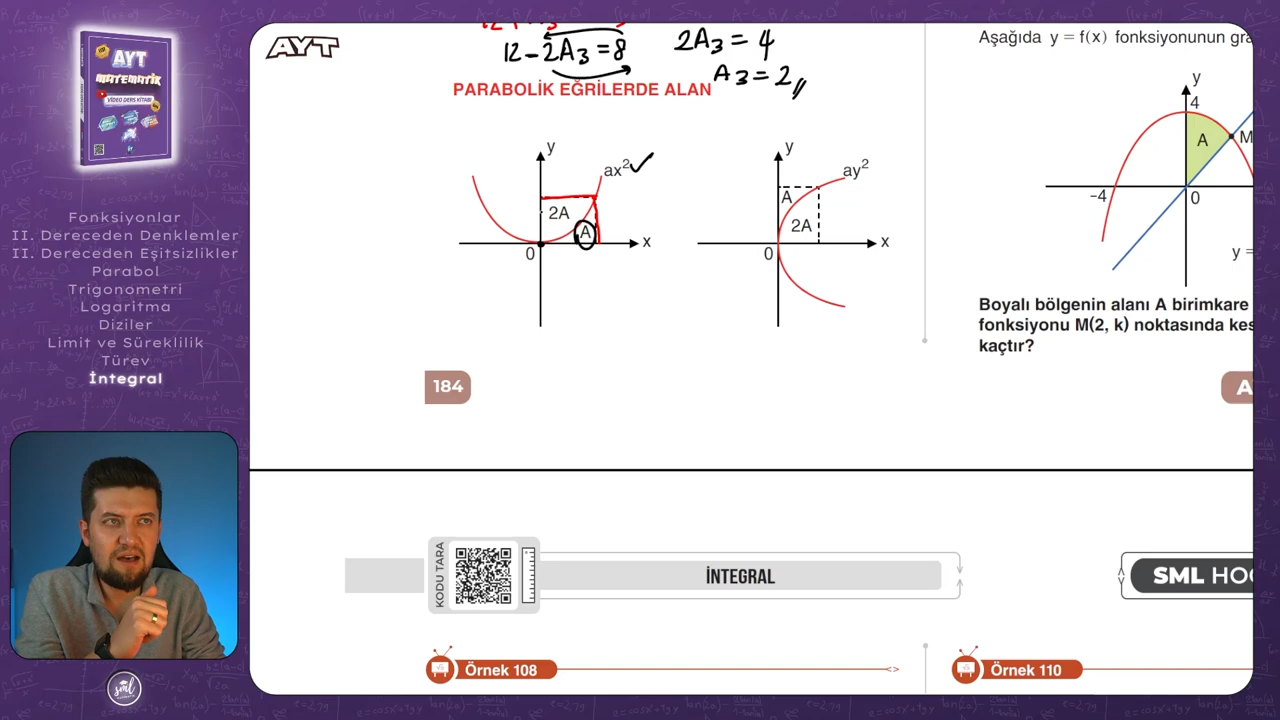 AYT
MATEMATİK
VİDEO DERS KİTABI
Fonksiyonlar
II. Dereceden Denklemler
II. Dereceden Eşitsizlikler
Parabol
Trigonometri
Logaritma
Diziler
Limit ve Süreklilik
Türev
İntegral
sml
AYT
12 - 2A₃ = 8
2A₃ = 4
A₃ = 2
PARABOLİK EĞRİLERDE ALAN
y
ax²
2A
A
x
0
y
ay²
A
2A
x
0
184
Aşağıda y = f(x) fonksiyonunun gra
y
4
A
M
-4
0
y =
Boyalı bölgenin alanı A birimkare
fonksiyonu M(2, k) noktasında kes
kaçtır?
A
KODU TARA
İNTEGRAL
SML HOC
Örnek 108
Örnek 110